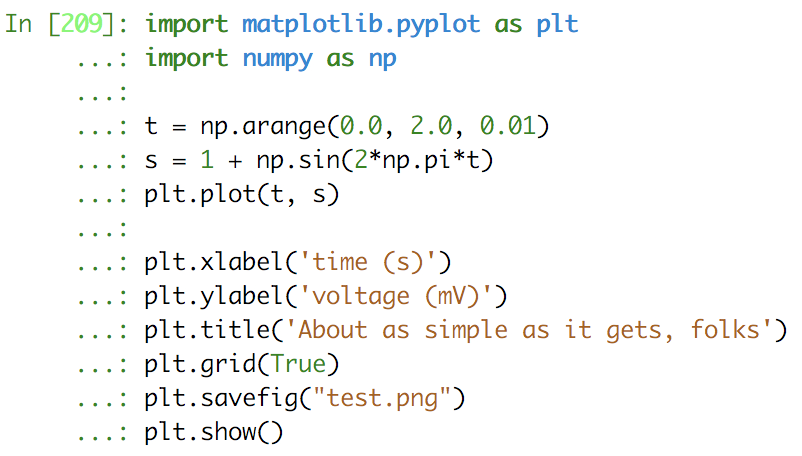 In [209]: import matplotlib.pyplot as plt
     ...: import numpy as np
     ...:
     ...: t = np.arange(0.0, 2.0, 0.01)
     ...: s = 1 + np.sin(2*np.pi*t)
     ...: plt.plot(t, s)
     ...:
     ...: plt.xlabel('time (s)')
     ...: plt.ylabel('voltage (mV)')
     ...: plt.title('About as simple as it gets, folks')
     ...: plt.grid(True)
     ...: plt.savefig("test.png")
     ...: plt.show()